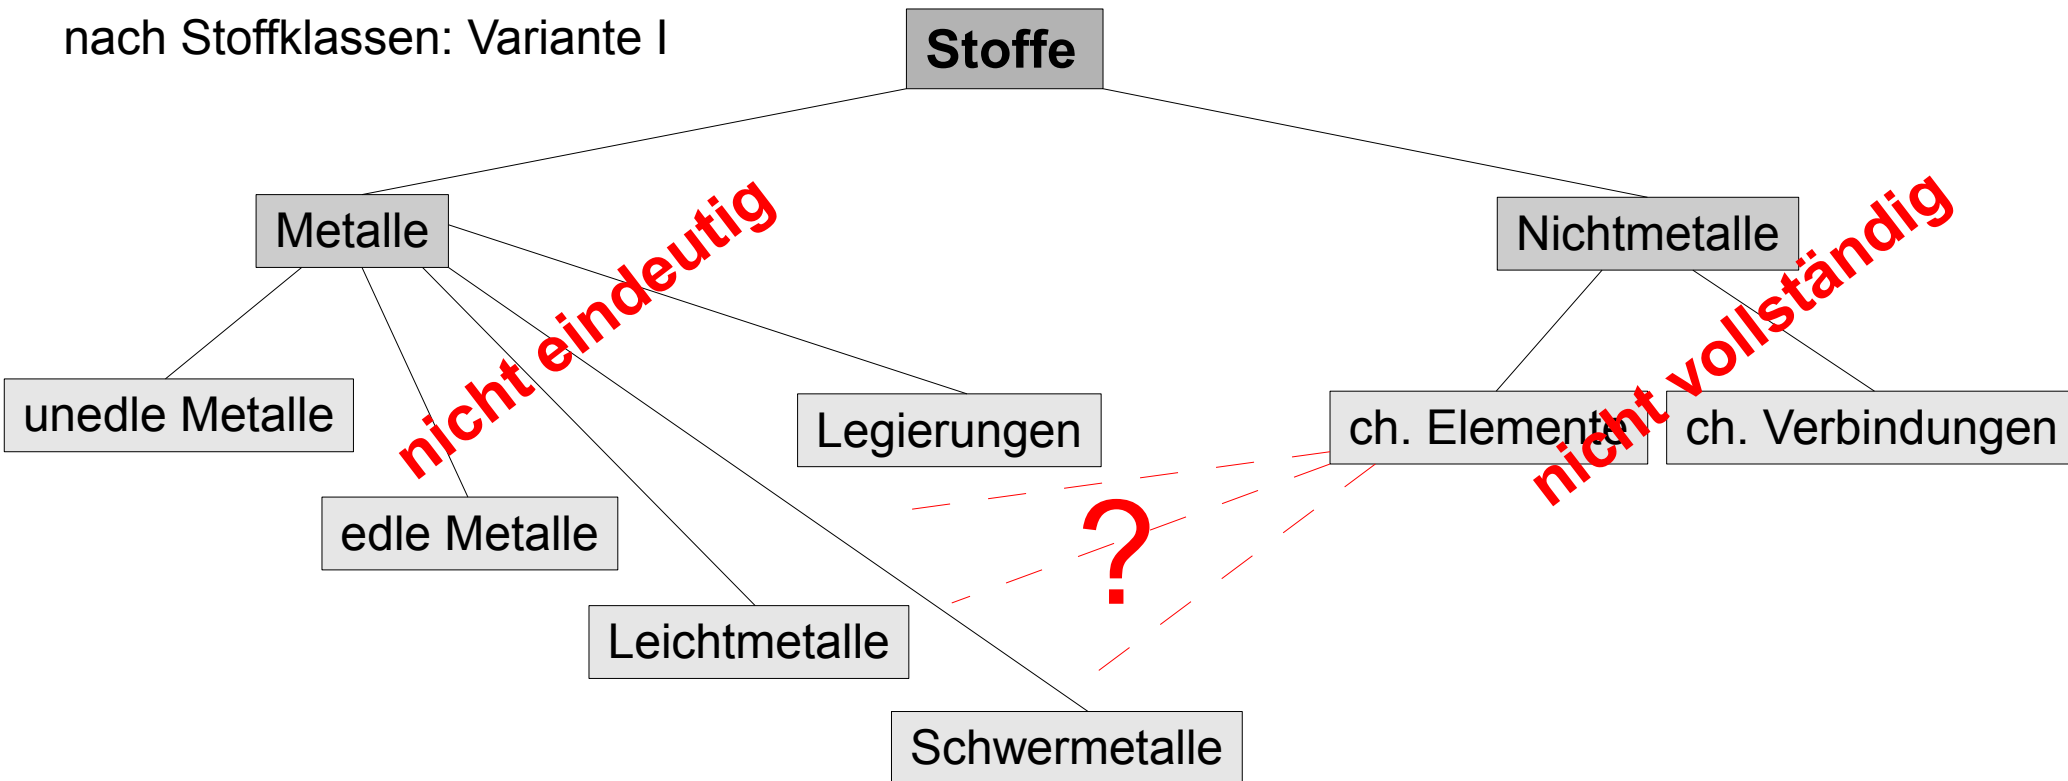 nach Stoffklassen: Variante I
Stoffe
Metalle
Nichtmetalle
nicht eindeutig
nicht vollständig
unedle Metalle
Legierungen
ch. Elemente
ch. Verbindungen
edle Metalle
?
Leichtmetalle
Schwermetalle